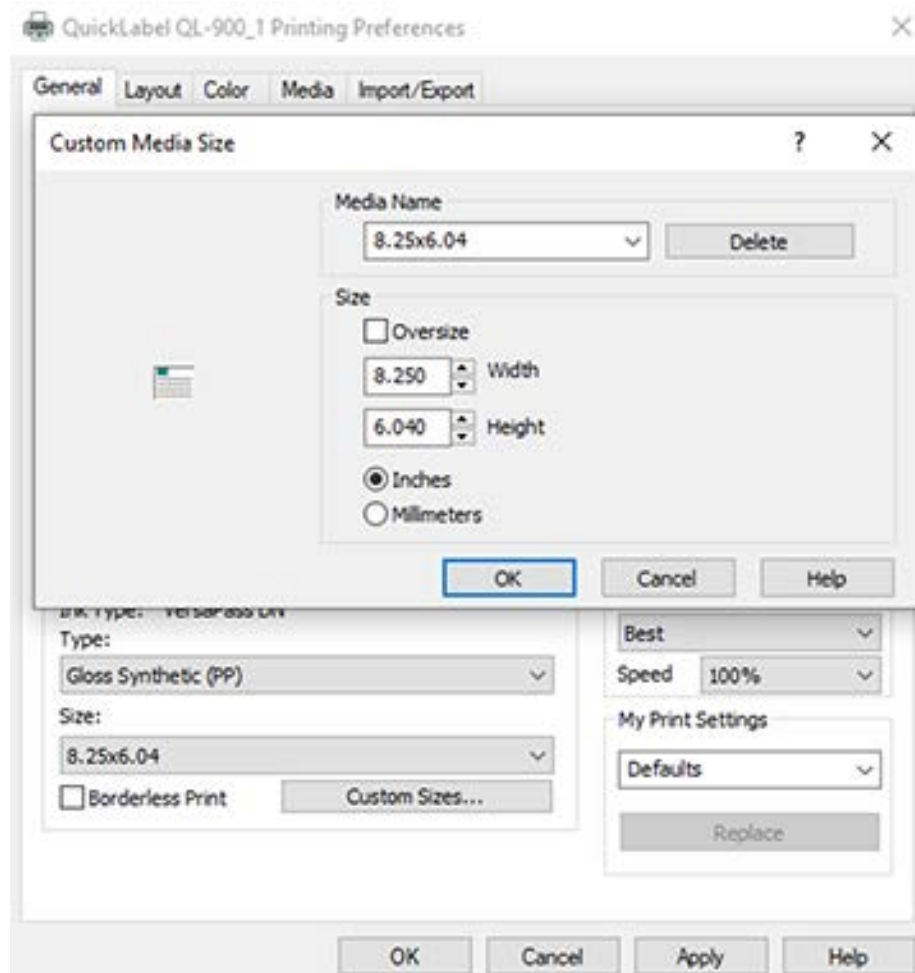 QuickLabel QL-900_1 Printing Preferences
General Layout Color Media Import/Export
Custom Media Size ?
Media Name
8.25x6.04 Delete
Size
Oversize
8.250 Width
6.040 Height
Inches
Millimeters
OK Cancel Help
Ink Type: VersaPass DN
Type: Best
Gloss Synthetic (PP) Speed 100%
Size: My Print Settings
8.25x6.04 Defaults
Borderless Print Custom Sizes... Replace
OK Cancel Apply Help